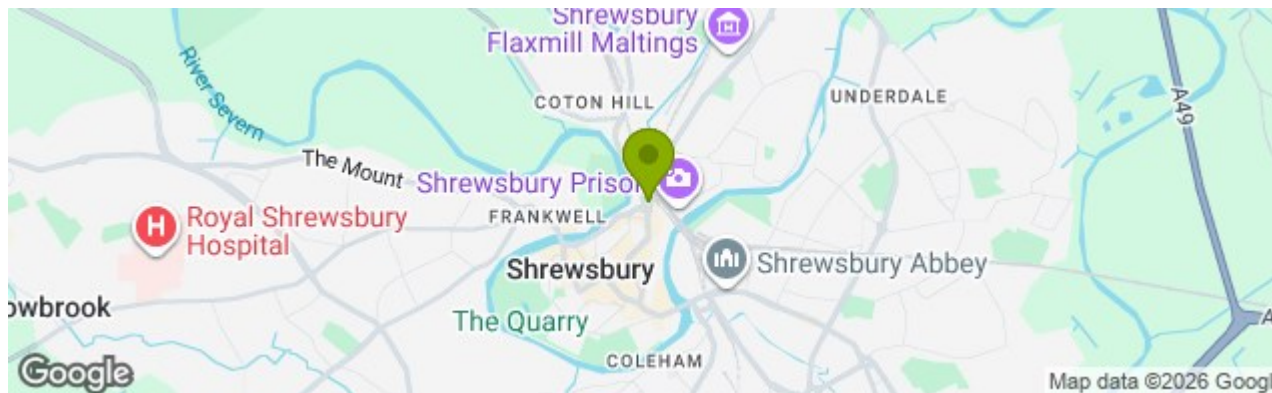 Shrewsbury
Flaxmill Maltings
River Severn
COTON HILL
UNDERDALE
A49
The Mount
Shrewsbury Prison
H
Royal Shrewsbury
Hospital
FRANKWELL
Shrewsbury
Shrewsbury Abbey
owbrook
The Quarry
A
COLEHAM
Google
Map data ©2026 Googl